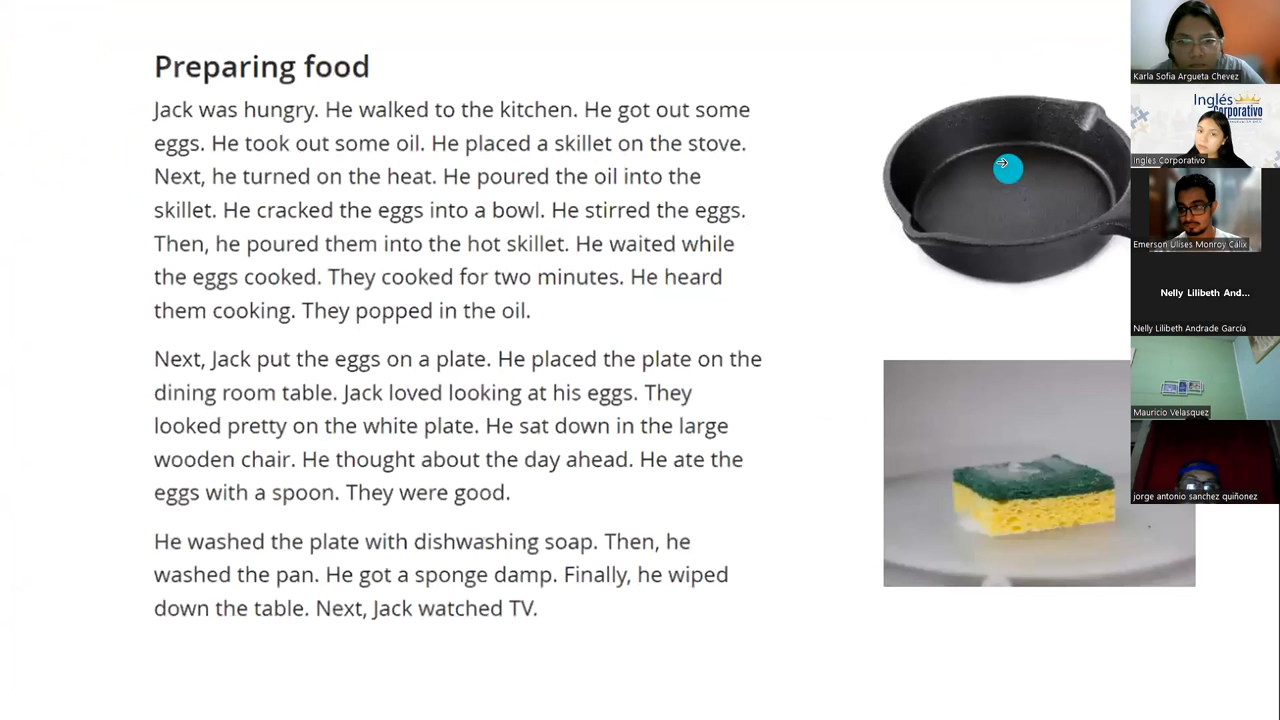 Preparing food
Jack was hungry. He walked to the kitchen. He got out some
eggs. He took out some oil. He placed a skillet on the stove.
Next, he turned on the heat. He poured the oil into the
skillet. He cracked the eggs into a bowl. He stirred the eggs.
Then, he poured them into the hot skillet. He waited while
the eggs cooked. They cooked for two minutes. He heard
them cooking. They popped in the oil.
Next, Jack put the eggs on a plate. He placed the plate on the
dining room table. Jack loved looking at his eggs. They
looked pretty on the white plate. He sat down in the large
wooden chair. He thought about the day ahead. He ate the
eggs with a spoon. They were good.
He washed the plate with dishwashing soap. Then, he
washed the pan. He got a sponge damp. Finally, he wiped
down the table. Next, Jack watched TV.
Karla Sofia Argueta Chevez
Inglés
Corporativo
Ingles Corporativo
Emerson Ulises Monroy Cálix
Nelly Lilibeth And...
Nelly Lilibeth Andrade García
Mauricio Velasquez
jorge antonio sanchez quiñonez